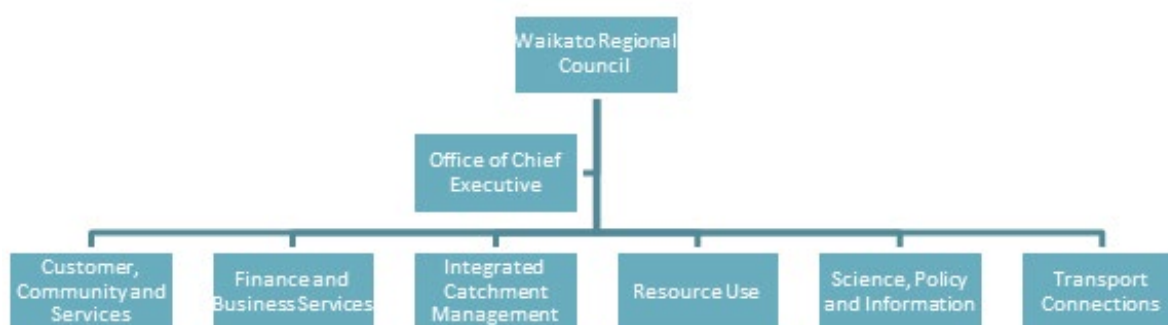 Waikato Regional
Council
Office of Chief
Executive
Customer,
Community and
Services
Finance and
Business Services
Integrated
Catchment
Management
Resource Use
Science, Policy
and Information
Transport
Connections